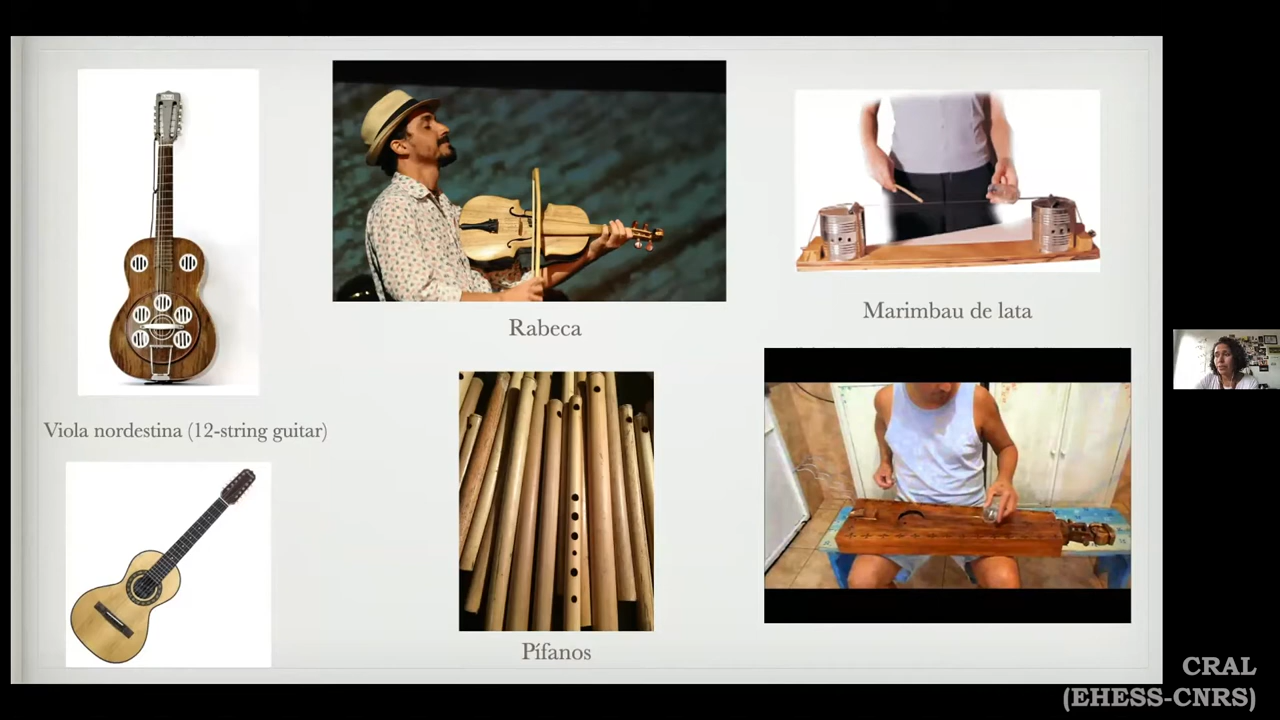 Rabeca
Marimbau de lata
Viola nordestina (12-string guitar)
Pífanos
CRAL
(EHESS-CNRS)